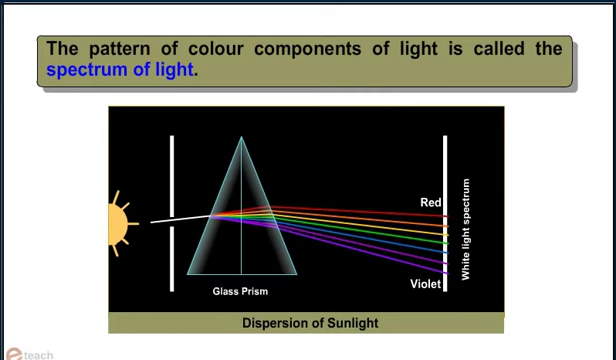 The pattern of colour components of light is called the
spectrum of light.
Red
White light spectrum
Violet
Glass Prism
Dispersion of Sunlight
e teach